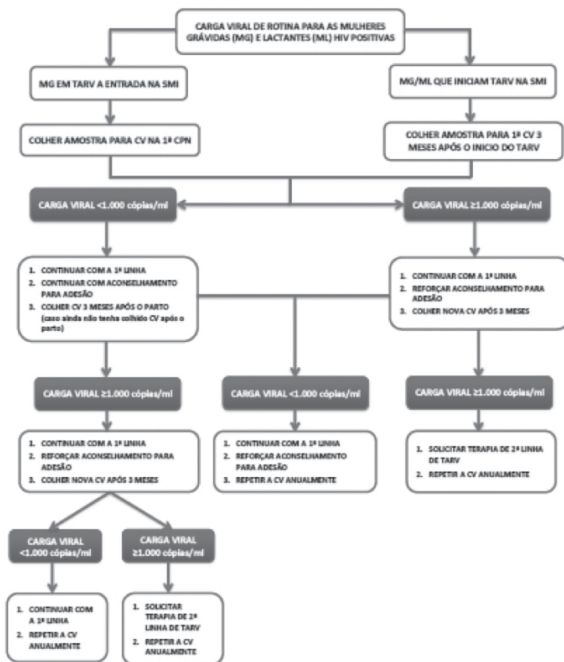 CARGA VIRAL DE ROTINA PARA AS MULHERES
GRÁVIDAS (MG) E LACTANTES (ML) HIV POSITIVAS
MG EM TARV A ENTRADA NA SMI
MG/ML QUE INICIAM TARV NA SMI
COLHER AMOSTRA PARA CV NA 1ª CPN
COLHER AMOSTRA PARA 1ª CV 3
MESES APÓS O INICIO DO TARV
CARGA VIRAL <1.000 cópias/ml
CARGA VIRAL ≥1.000 cópias/ml
1. CONTINUAR COM A 1ª LINHA
2. CONTINUAR COM ACONSELHAMENTO
PARA ADESÃO
3. COLHER CV 3 MESES APÓS O PARTO
(caso ainda não tenha colhido CV após o
parto)
1. CONTINUAR COM A 1ª LINHA
2. REFORÇAR ACONSELHAMENTO PARA
ADESÃO
3. COLHER NOVA CV APÓS 3 MESES
CARGA VIRAL ≥1.000 cópias/ml
CARGA VIRAL <1.000 cópias/ml
CARGA VIRAL ≥1.000 cópias/ml
1. CONTINUAR COM A 1ª LINHA
2. REFORÇAR ACONSELHAMENTO PARA
ADESÃO
3. COLHER NOVA CV APÓS 3 MESES
1. CONTINUAR COM A 1ª LINHA
2. REFORÇAR ACONSELHAMENTO
PARA ADESÃO
3. REPETIR A CV ANUALMENTE
1. SOLICITAR TERAPIA DE 2ª LINHA
DE TARV
2. REPETIR A CV ANUALMENTE
CARGA VIRAL
<1.000 cópias/ml
CARGA VIRAL
≥1.000 cópias/ml
1. CONTINUAR COM
A 1ª LINHA
2. REPETIR A CV
ANUALMENTE
1. SOLICITAR
TERAPIA DE 2ª
LINHA DE TARV
2. REPETIR A CV
ANUALMENTE